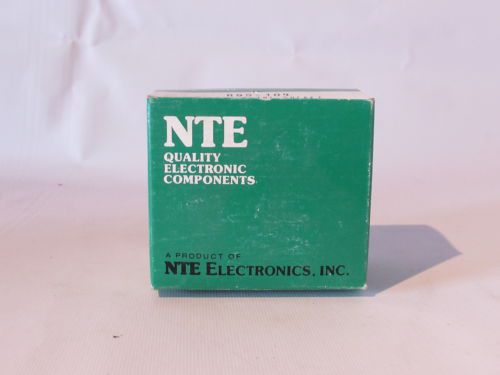 NTE
QUALITY
ELECTRONIC
COMPONENTS
A PRODUCT OF
NTE ELECTRONICS, INC.